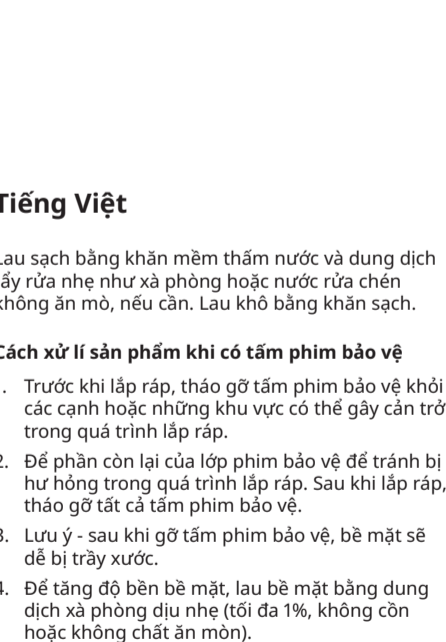 Tiếng Việt
Lau sạch bằng khăn mềm thấm nước và dung dịch
tẩy rửa nhẹ như xà phòng hoặc nước rửa chén
không ăn mò, nếu cần. Lau khô bằng khăn sạch.
Cách xử lí sản phẩm khi có tấm phim bảo vệ
1. Trước khi lắp ráp, tháo gỡ tấm phim bảo vệ khỏi
các cạnh hoặc những khu vực có thể gây cản trở
trong quá trình lắp ráp.
2. Để phần còn lại của lớp phim bảo vệ để tránh bị
hư hỏng trong quá trình lắp ráp. Sau khi lắp ráp,
tháo gỡ tất cả tấm phim bảo vệ.
3. Lưu ý - sau khi gỡ tấm phim bảo vệ, bề mặt sẽ
dễ bị trầy xước.
4. Để tăng độ bền bề mặt, lau bề mặt bằng dung
dịch xà phòng dịu nhẹ (tối đa 1%, không cồn
hoặc không chất ăn mòn).